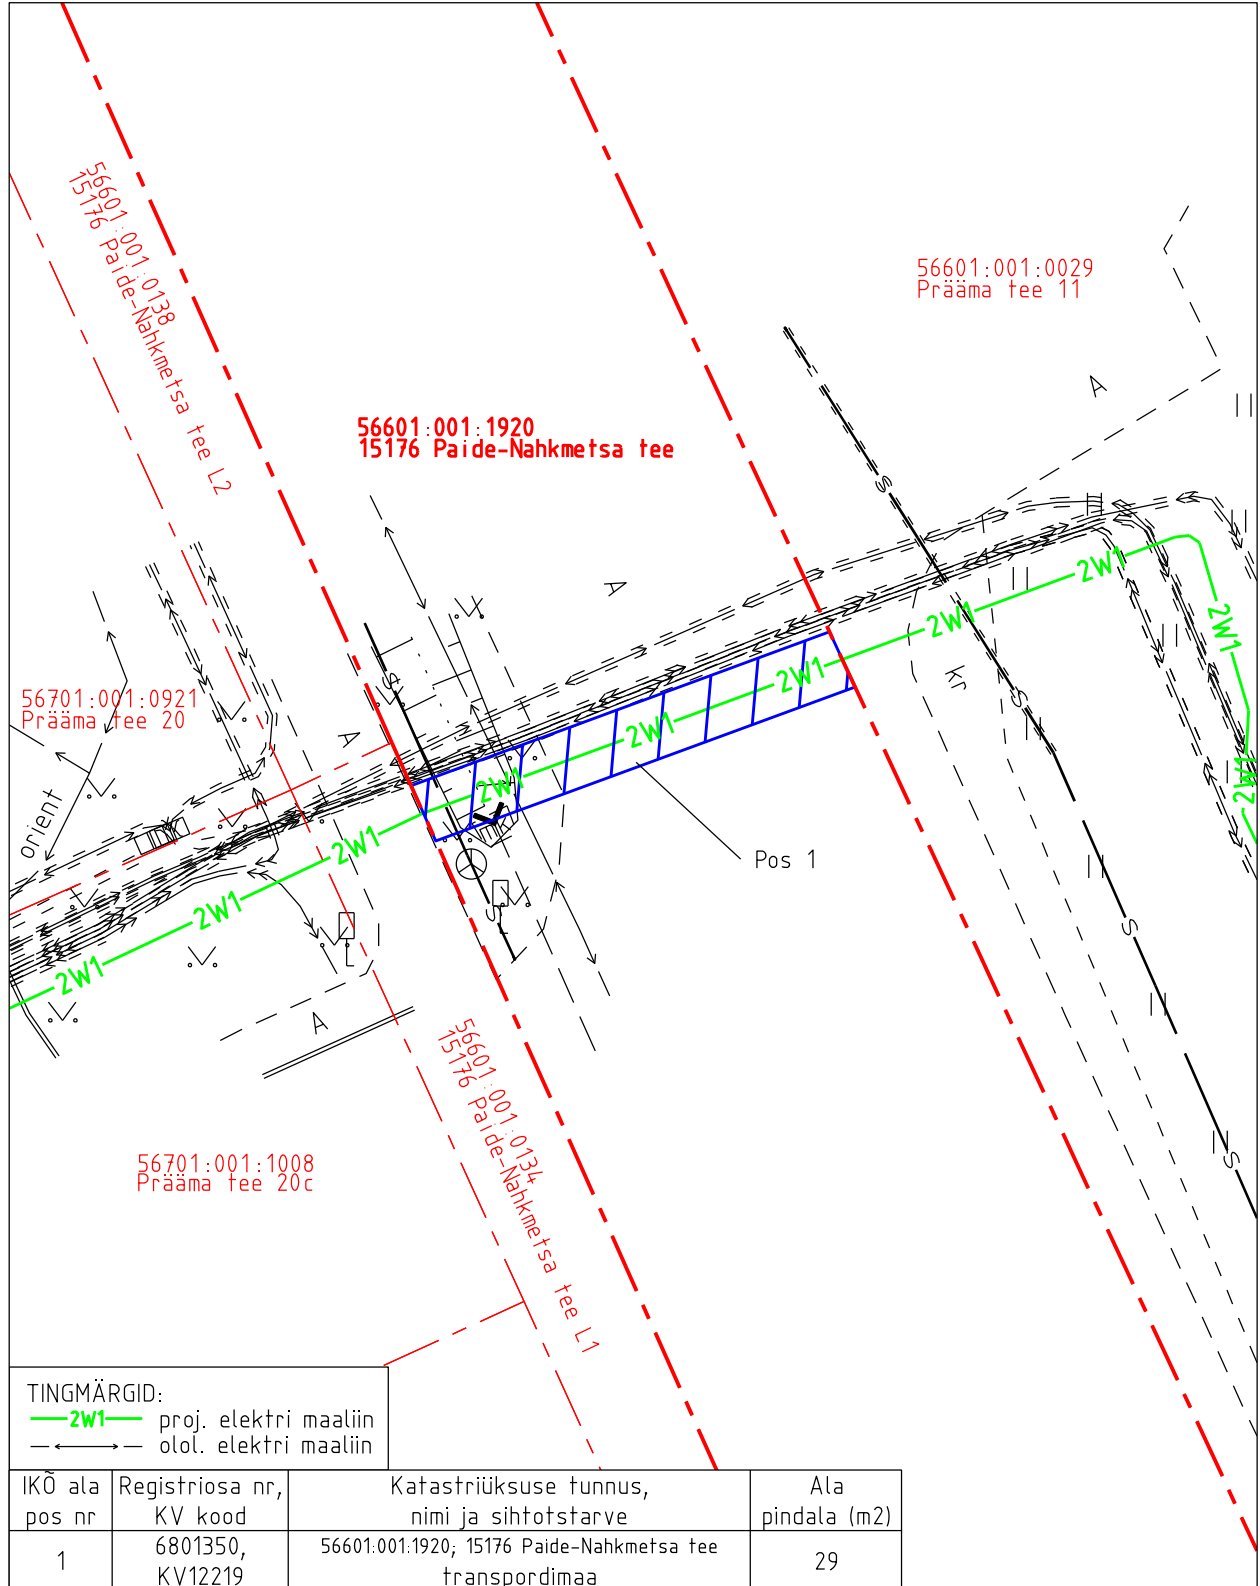 56601:001:0138
15176 Paide-Nahkmetsa tee L2
56601:001:0029
Prääma tee 11
A
56601:001:1920
15176 Paide-Nahkmetsa tee
S
A
2W1
2W1
2W1
kr
S
S
56701:001:0921
Prääma tee 20
A
2W1
2W1
2W1
2W1
orient
2W1
Pos 1
2W1
S
S
2W1
A
56601:001:0134
15176 Paide-Nahkmetsa tee L1
56701:001:1008
Prääma tee 20c
S
TINGMÄRGID:
2W1 proj. elektri maaliin
olol. elektri maaliin
IKÕ ala pos nr
Registriosa nr, KV kood
Katastriüksuse tunnus, nimi ja sihtotstarve
Ala pindala (m2)
1
6801350, KV12219
56601:001:1920; 15176 Paide-Nahkmetsa tee transpordimaa
29